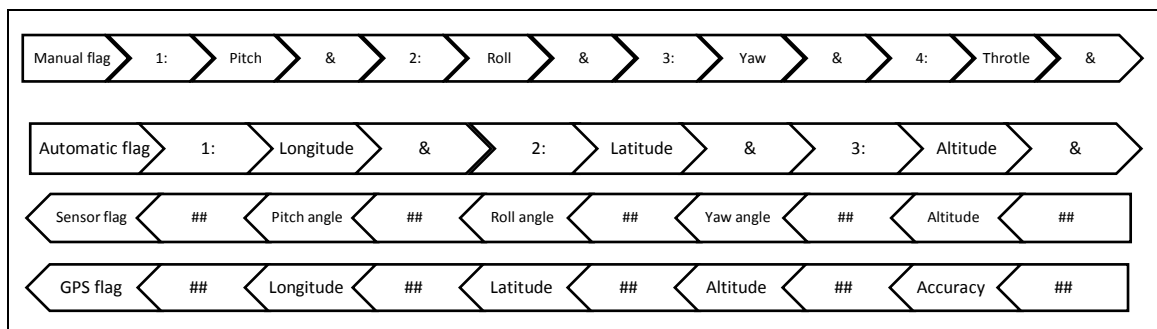 Manual flag 1: Pitch & 2: Roll & 3: Yaw & 4: Throtle &
Automatic flag 1: Longitude & 2: Latitude & 3: Altitude &
Sensor flag ## Pitch angle ## Roll angle ## Yaw angle ## Altitude ##
GPS flag ## Longitude ## Latitude ## Altitude ## Accuracy ##